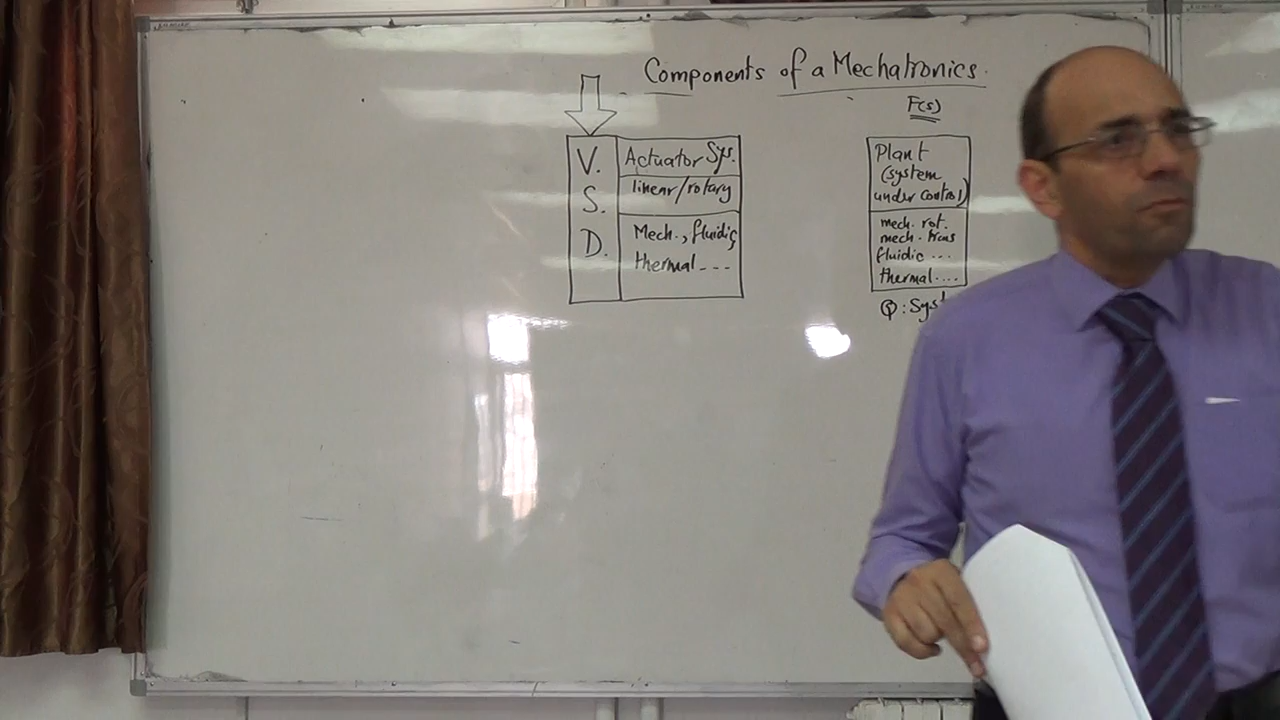 Components of a Mechatronics.
F(s)
V.
S.
D.
Actuator Sys.
linear/rotary
Mech., fluidic,
thermal ---
Plant
(system
under control)
mech. rot.
mech. trans
fluidic ...
thermal....
Q: Sys